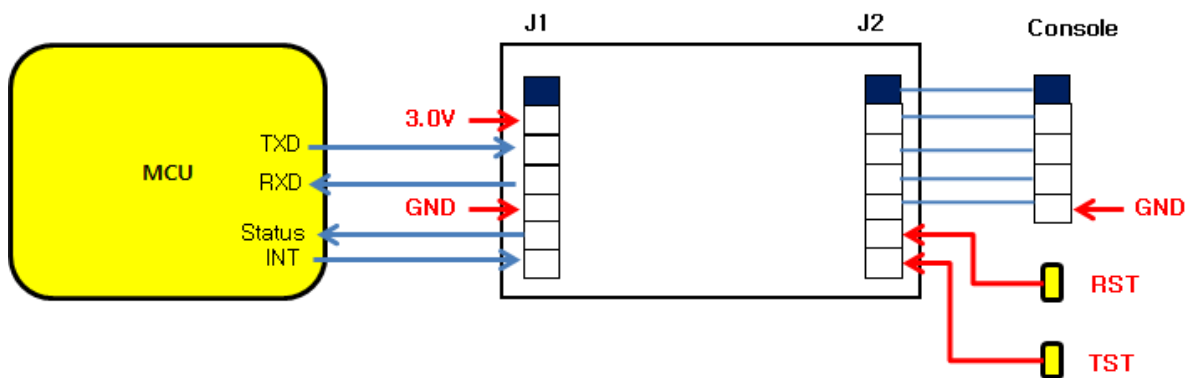 J1
J2
Console
3.0V
TXD
MCU
RXD
GND
GND
Status
INT
RST
TST